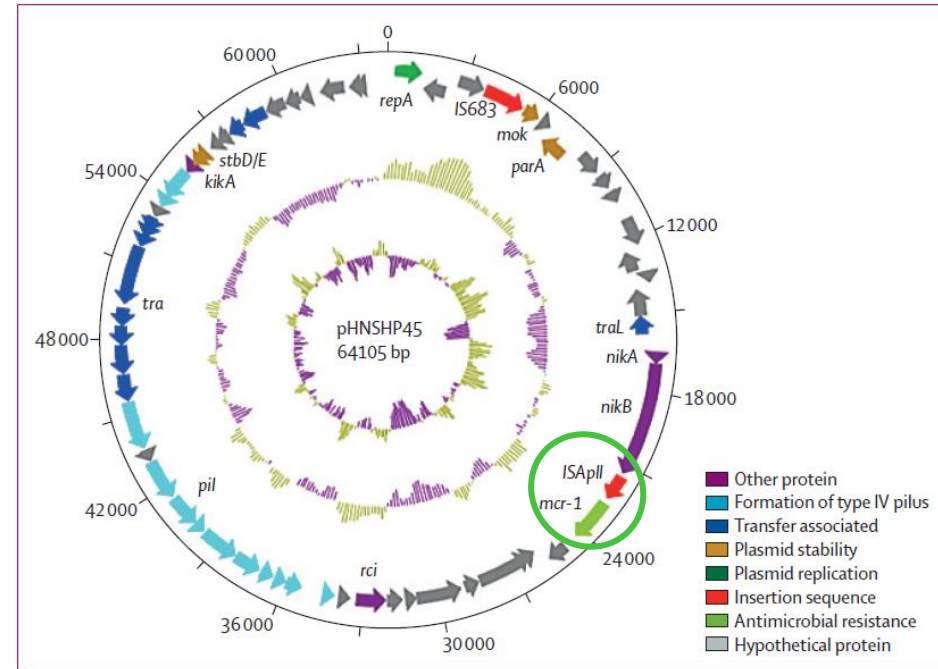 0
6000
12000
18000
24000
30000
36000
42000
48000
54000
60000
repA
IS683
mok
parA
traL
nikA
nikB
ISApII
mcr-1
rci
pil
tra
kikA
stbD/E
pHNSHP45
64105 bp
Other protein
Formation of type IV pilus
Transfer associated
Plasmid stability
Plasmid replication
Insertion sequence
Antimicrobial resistance
Hypothetical protein